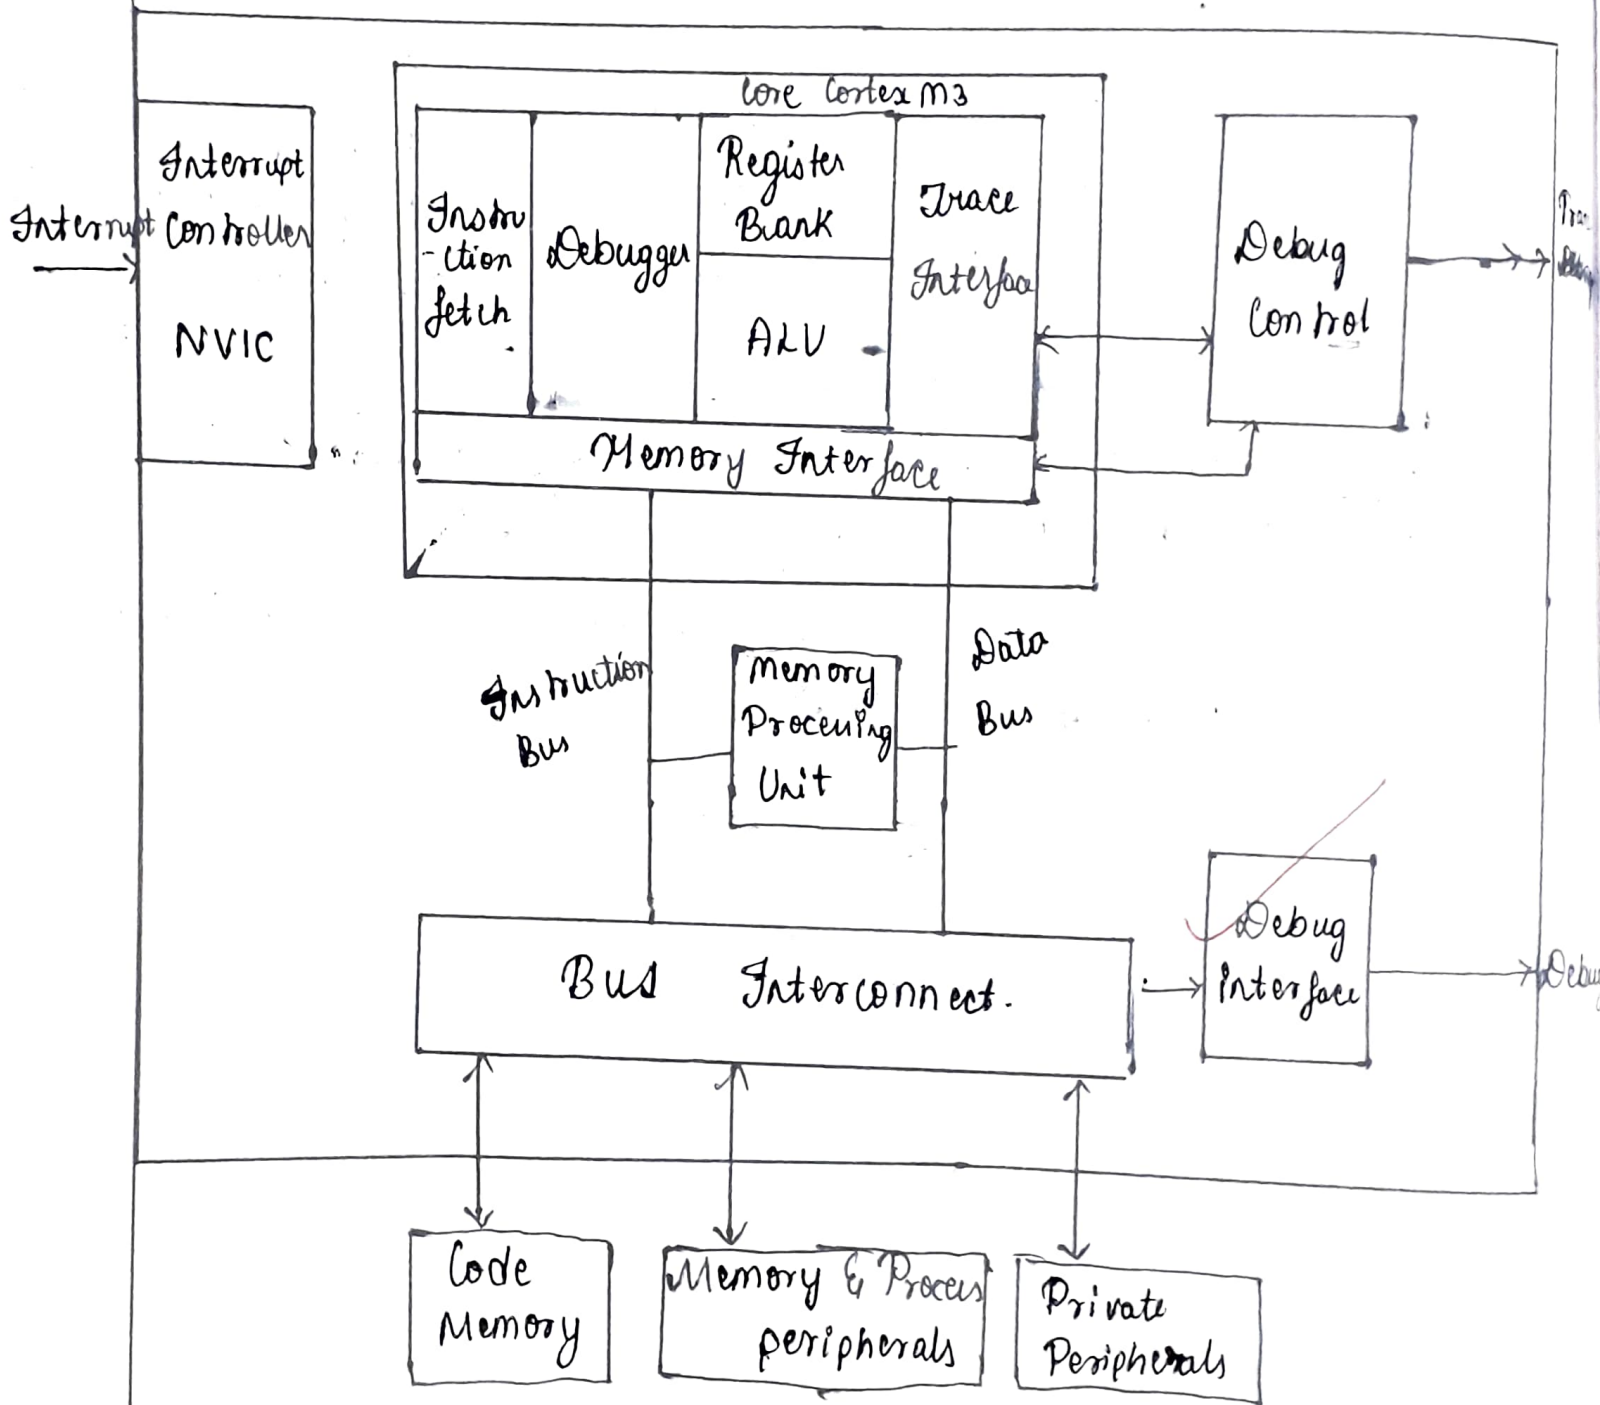 Core Cortex M3
Interrupt
Controller
NVIC
Interrupt
Instru
-ction
fetch
Debugger
Register
Bank
ALU
Trace
Interface
Memory Interface
Debug
Control
Instruction
Bus
Memory
Processing
Unit
Data
Bus
Bus Interconnect.
Debug
interface
Debug
Code
Memory
Memory & Process
peripherals
Private
Peripherals